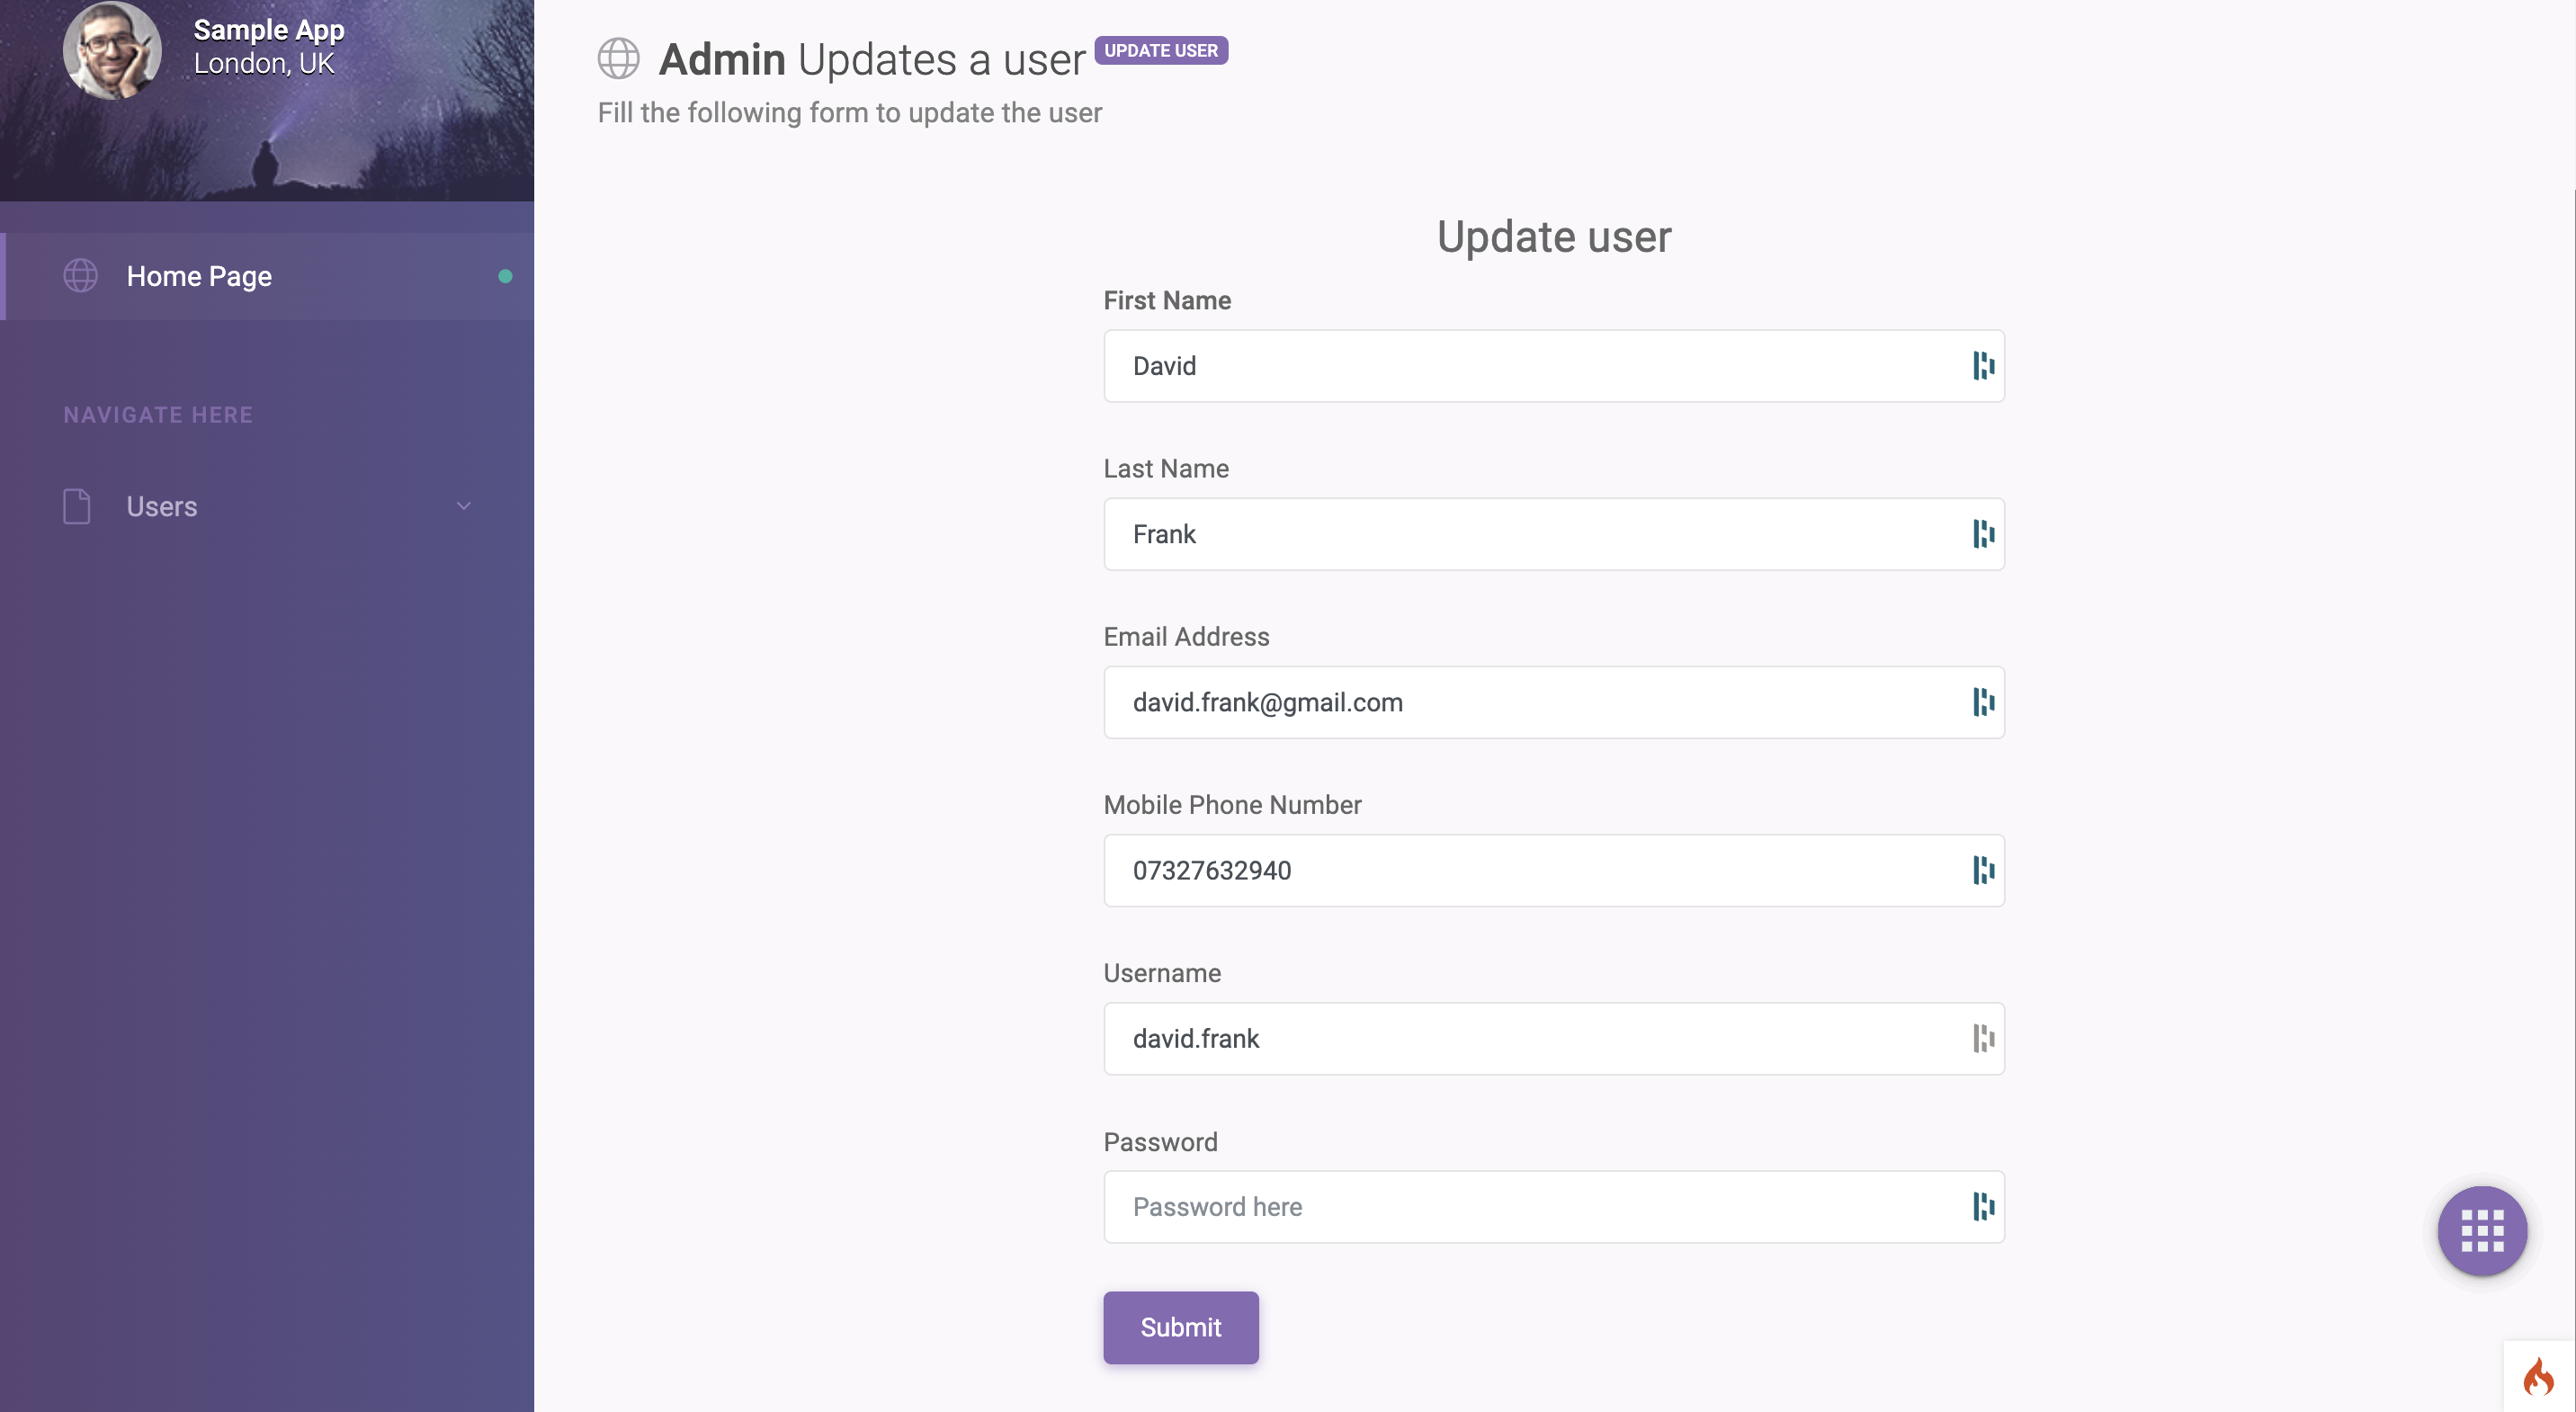 Sample App
London, UK
Home Page
NAVIGATE HERE
Users
Admin Updates a user UPDATE USER
Fill the following form to update the user
Update user
First Name
David
Last Name
Frank
Email Address
david.frank@gmail.com
Mobile Phone Number
07327632940
Username
david.frank
Password
Password here
Submit